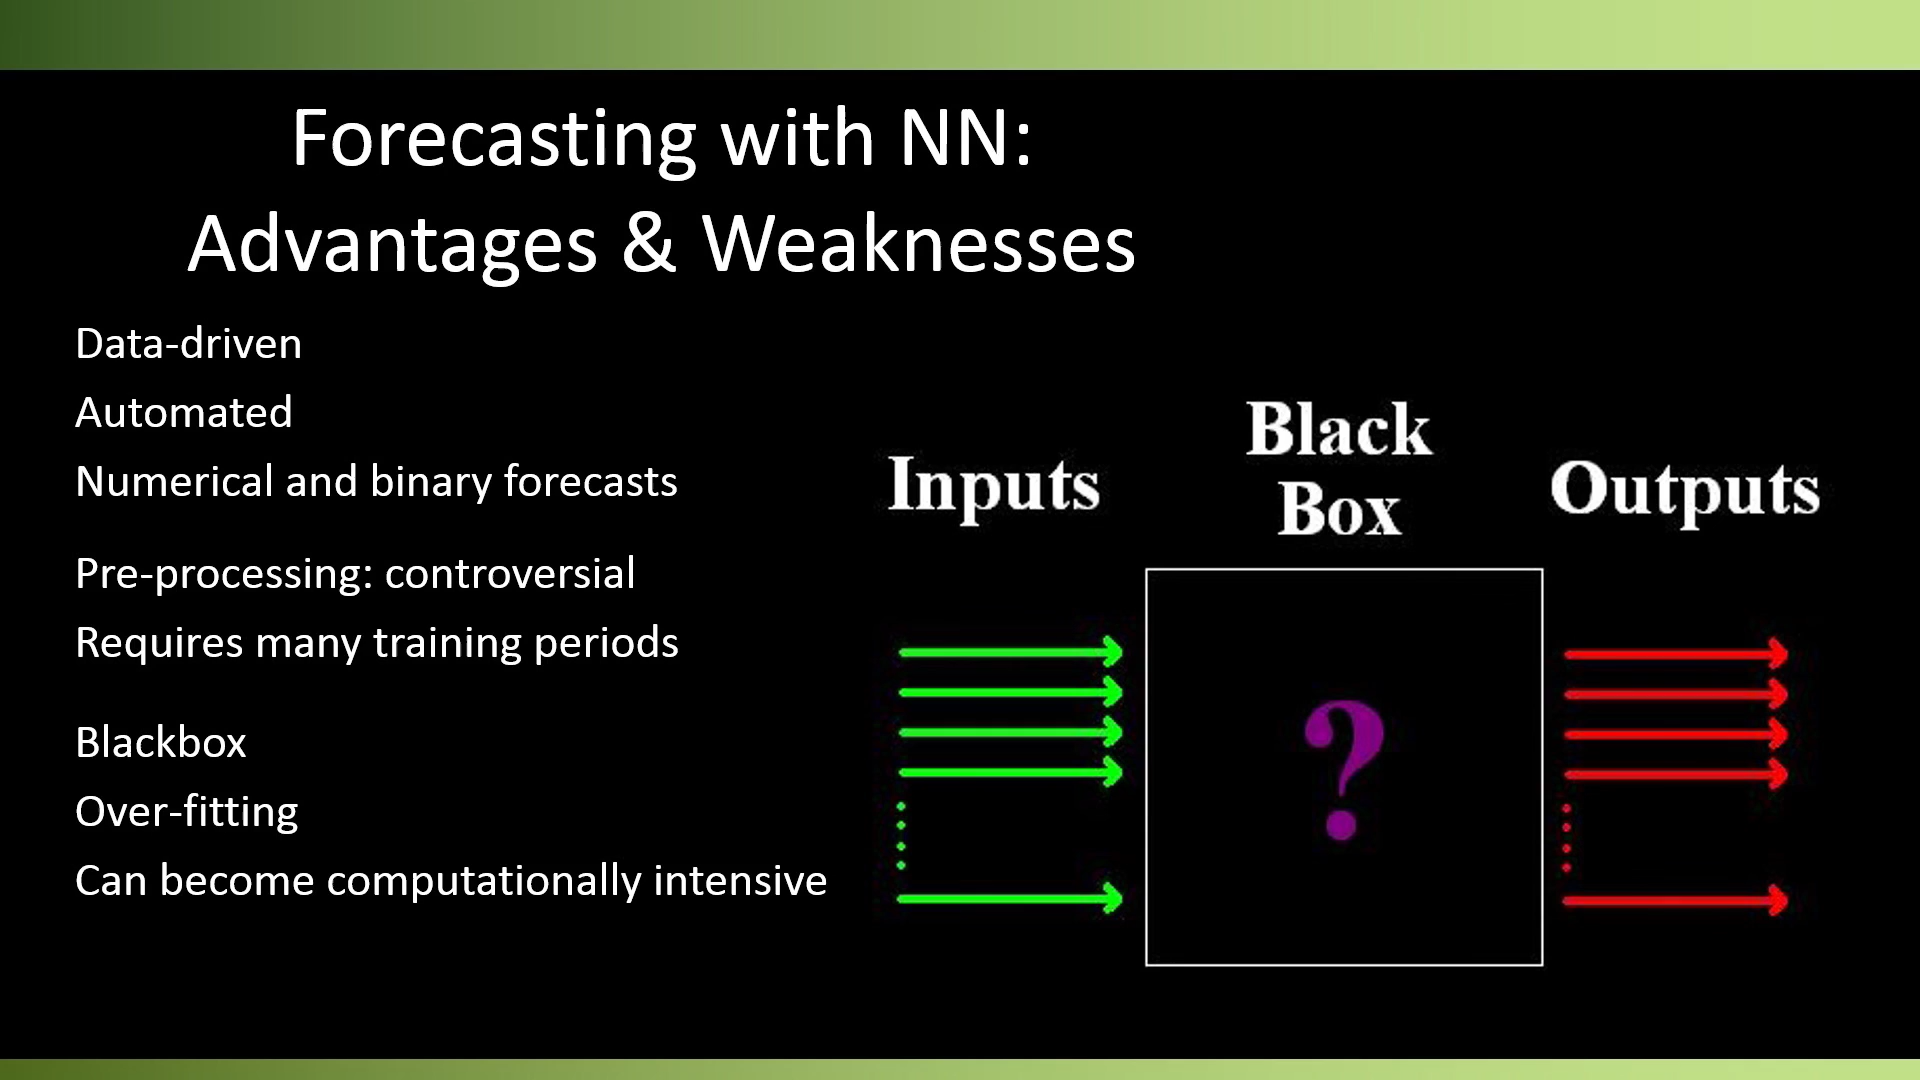 Forecasting with NN:
Advantages & Weaknesses
Data-driven
Automated
Numerical and binary forecasts
Pre-processing: controversial
Requires many training periods
Blackbox
Over-fitting
Can become computationally intensive
Inputs
Black
Box
Outputs
?